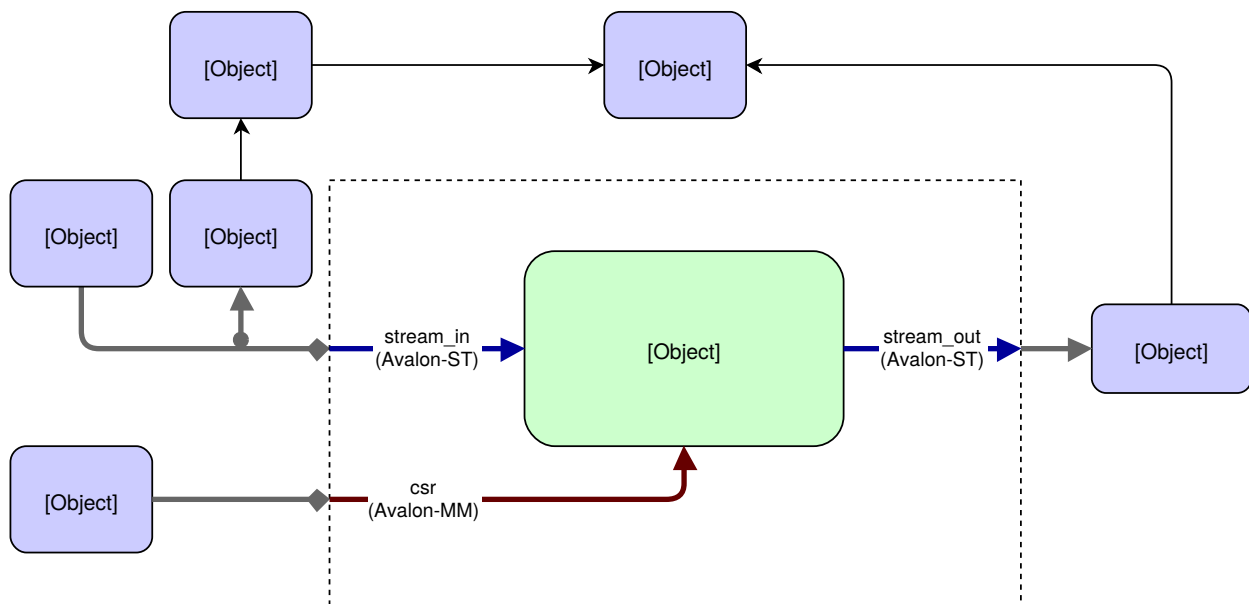 [Object]
[Object]
[Object]
[Object]
stream_in
(Avalon-ST)
[Object]
stream_out
(Avalon-ST)
[Object]
[Object]
csr
(Avalon-MM)